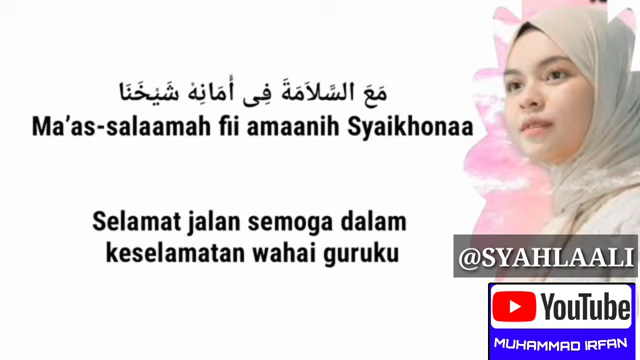 مَعَ السَّلاَمَةَ فِى أَمَانِهْ شَيْخَنَا
Ma’as-salaamah fii amaanih Syaikhonaa
Selamat jalan semoga dalam
keselamatan wahai guruku
@SYAHLAALI
YouTube
MUHAMMAD IRFAN